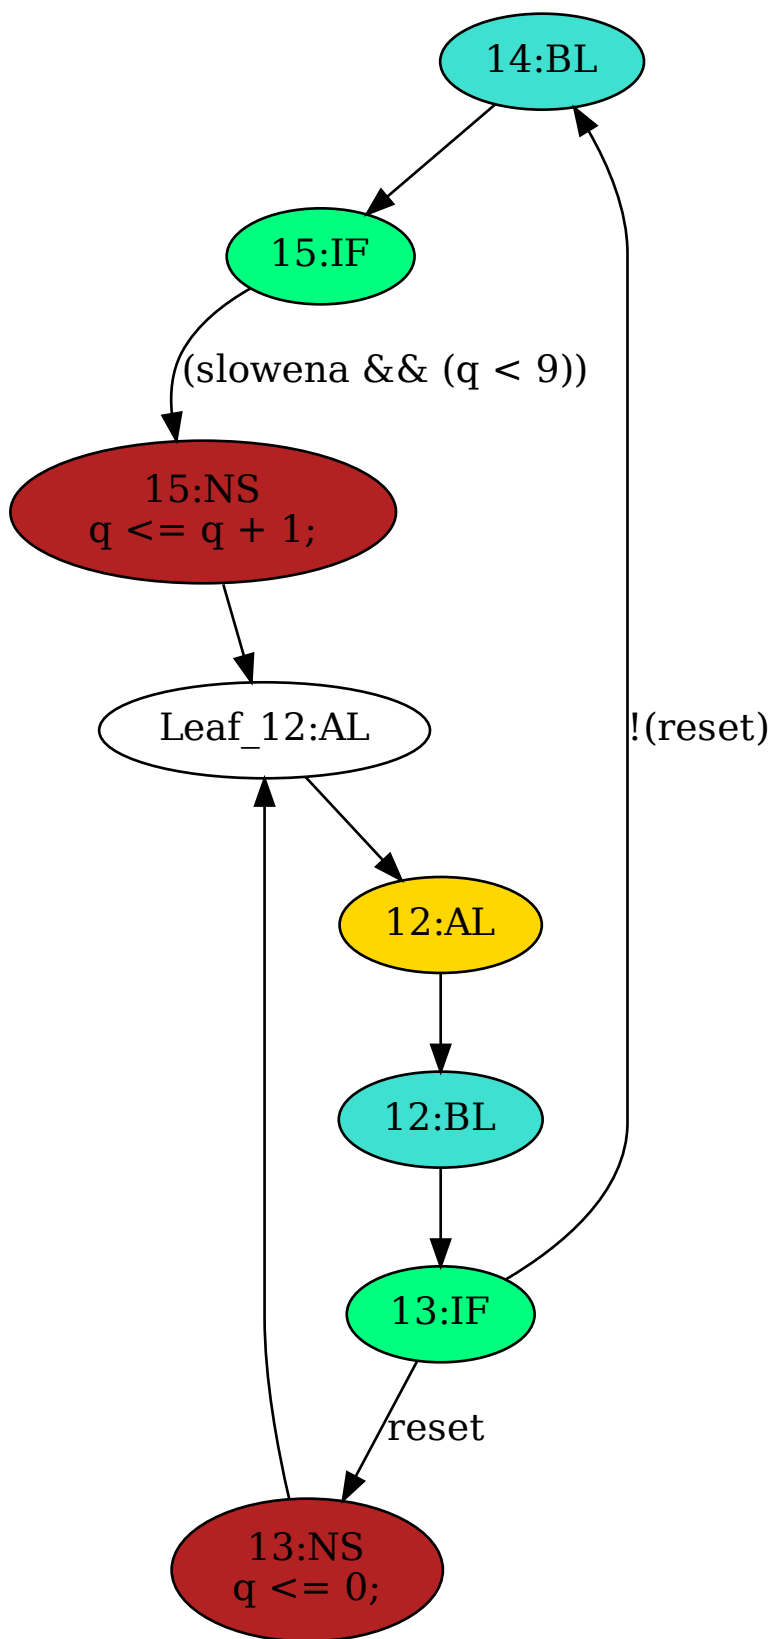 14:BL
15:IF
(slowena && (q < 9))
15:NS
q <= q + 1;
Leaf_12:AL
!(reset)
12:AL
12:BL
13:IF
reset
13:NS
q <= 0;